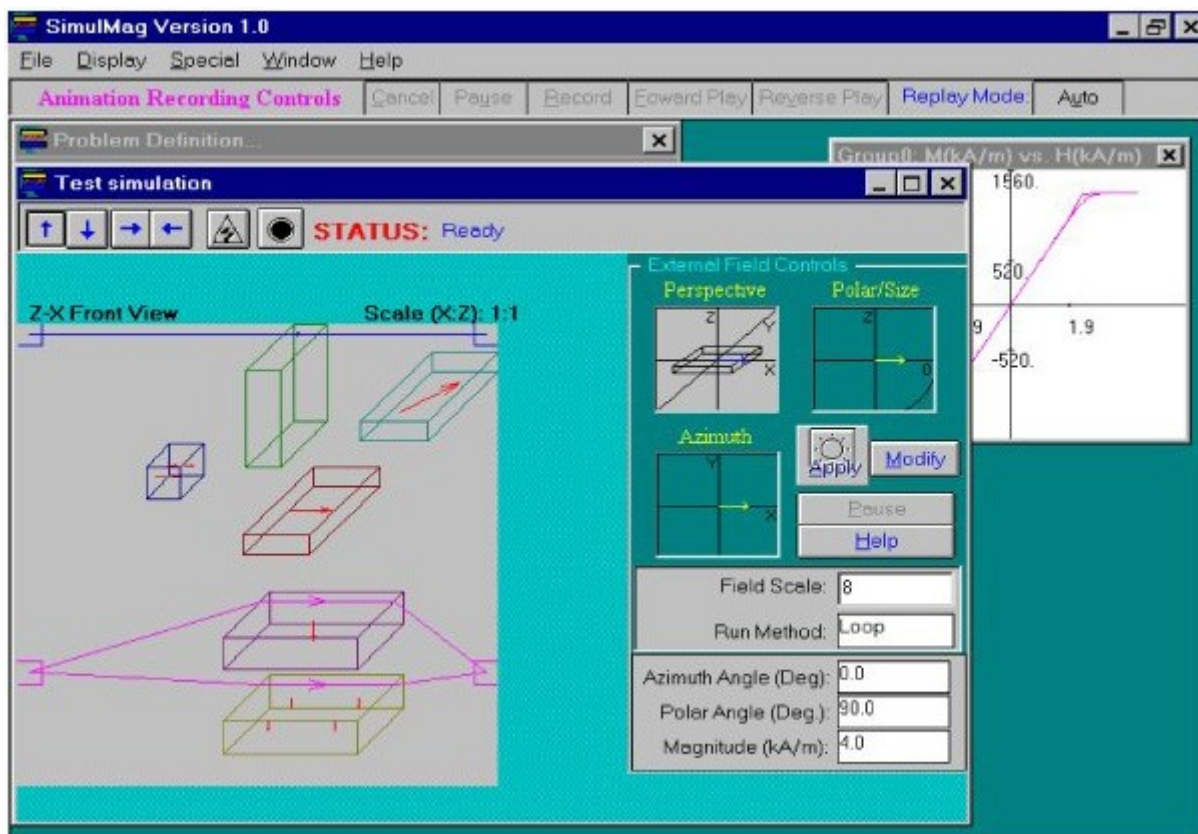 SimulMag Version 1.0
File Display Special Window Help
Animation Recording Controls Cancel Pause Record Foward Play Reverse Play Replay Mode: Auto
Problem Definition...
Group0: M(kA/m) vs. H(kA/m)
Test simulation
1560.
STATUS: Ready
520.
9 1.9
-520.
External Field Controls
Perspective Polar/Size
Z-X Front View Scale (X:Z): 1:1
Z Y X
Z 0
Azimuth
Y X
Apply Modify
Pause
Help
Field Scale: 8
Run Method: Loop
Azimuth Angle (Deg): 0.0
Polar Angle (Deg.): 90.0
Magnitude (kA/m): 4.0